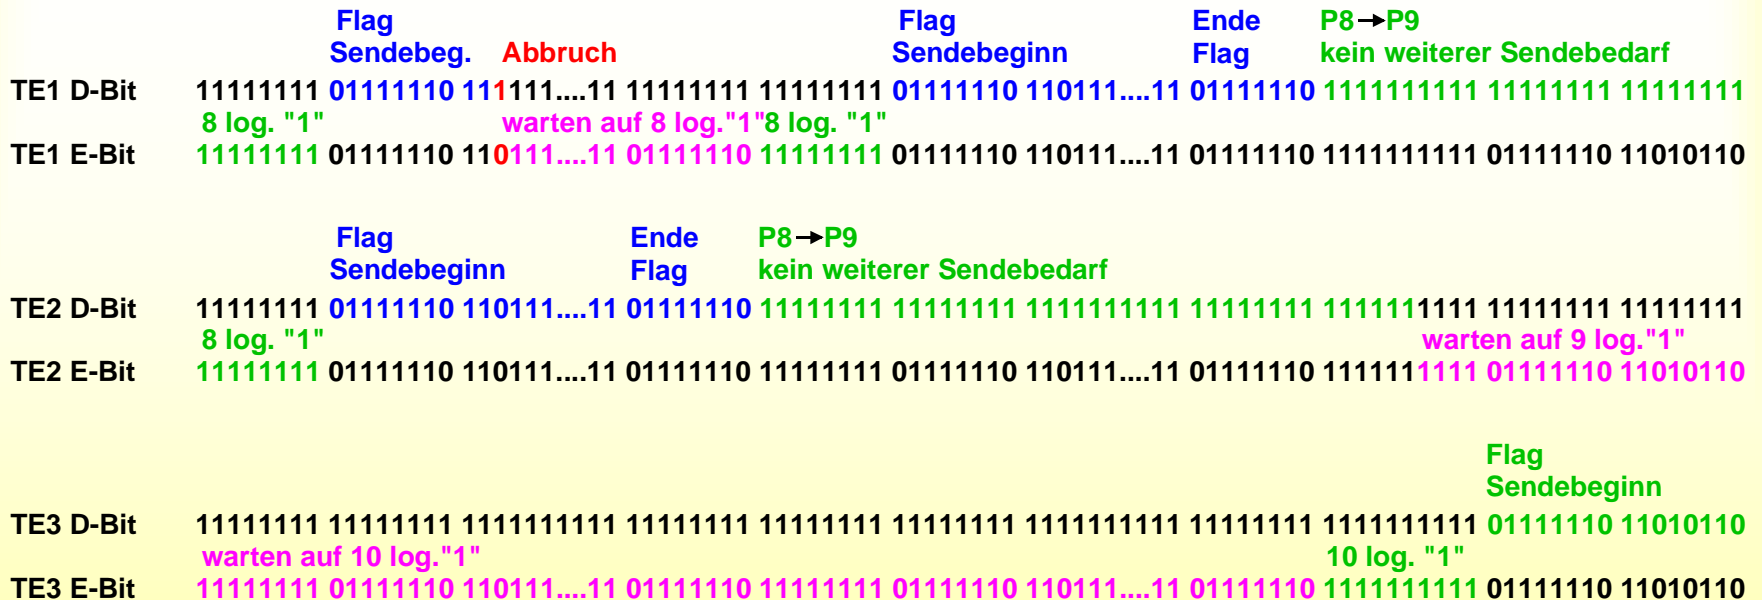 Flag Flag Ende P8→P9
Sendebeg. Abbruch Sendebeginn Flag kein weiterer Sendebedarf
TE1 D-Bit 11111111 01111110 111111....11 11111111 11111111 01111110 110111....11 01111110 1111111111 11111111 11111111
8 log. "1" warten auf 8 log."1" 8 log. "1"
TE1 E-Bit 11111111 01111110 110111....11 01111110 11111111 01111110 110111....11 01111110 1111111111 01111110 11010110
Flag Ende P8→P9
Sendebeginn Flag kein weiterer Sendebedarf
TE2 D-Bit 11111111 01111110 110111....11 01111110 11111111 11111111 1111111111 11111111 1111111111 11111111 11111111
8 log. "1" warten auf 9 log."1"
TE2 E-Bit 11111111 01111110 110111....11 01111110 11111111 01111110 110111....11 01111110 1111111111 01111110 11010110
Flag
Sendebeginn
TE3 D-Bit 11111111 11111111 1111111111 11111111 11111111 11111111 1111111111 11111111 1111111111 01111110 11010110
warten auf 10 log."1" 10 log. "1"
TE3 E-Bit 11111111 01111110 110111....11 01111110 11111111 01111110 110111....11 01111110 1111111111 01111110 11010110